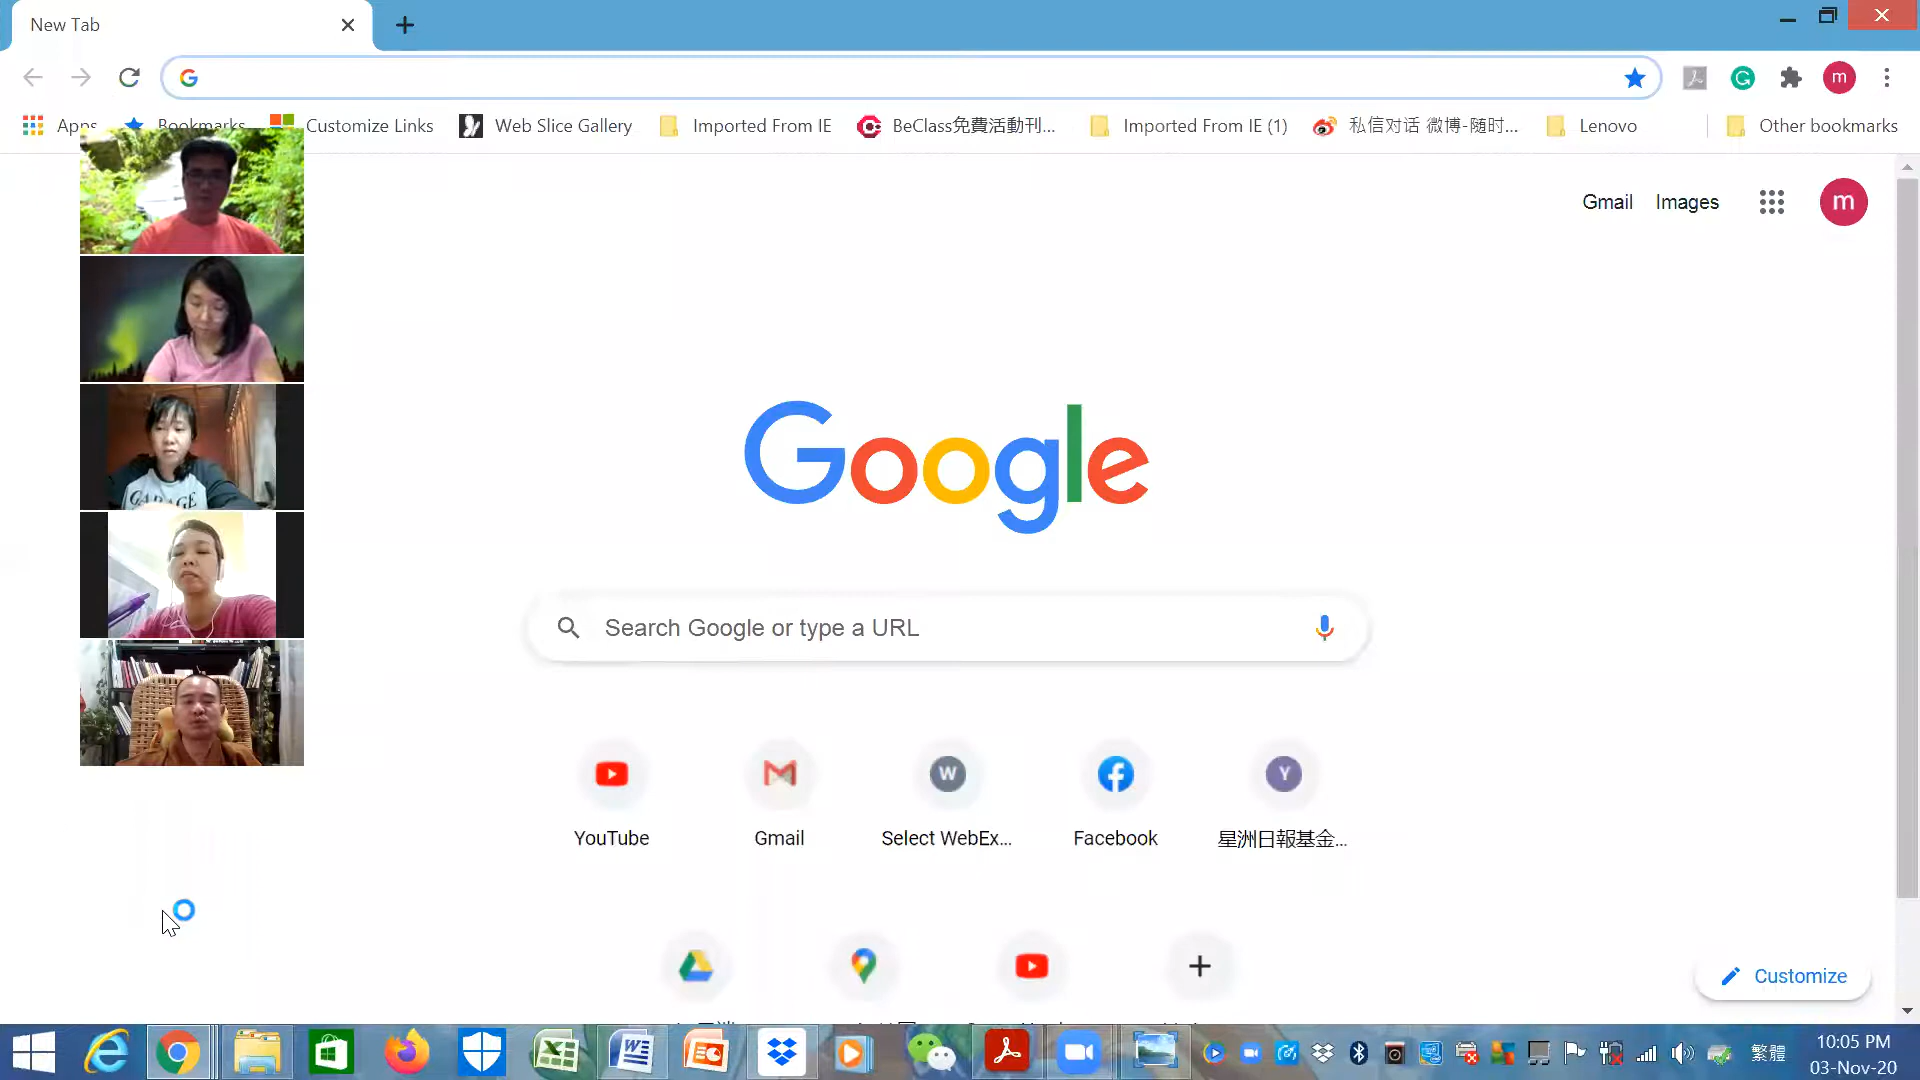 New Tab
Apps
Bookmarks
Customize Links
Web Slice Gallery
Imported From IE
BeClass免費活動刊...
Imported From IE (1)
私信对话 微博-随时...
Lenovo
Other bookmarks
Gmail
Images
m
m
GARAGE
Google
Search Google or type a URL
W
Y
YouTube
Gmail
Select WebEx...
Facebook
星洲日報基金...
Customize
繁體
10:05 PM
03-Nov-20